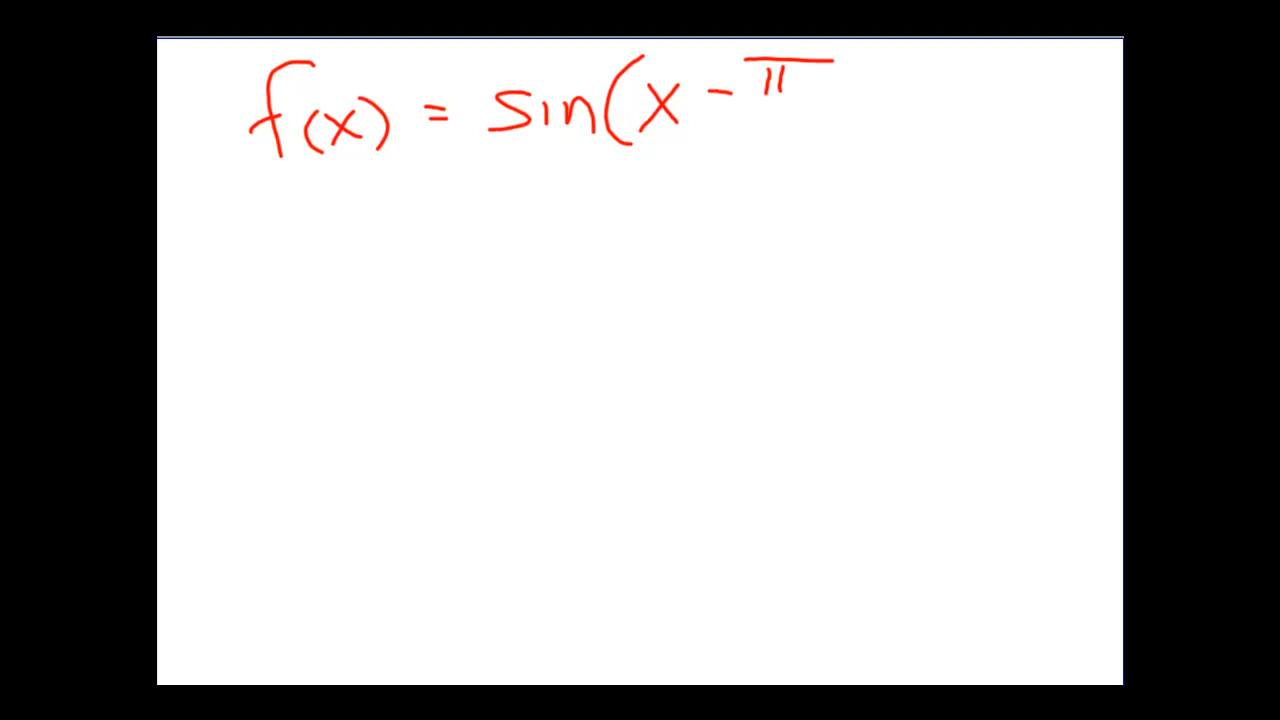 f(x) = sin(x - π